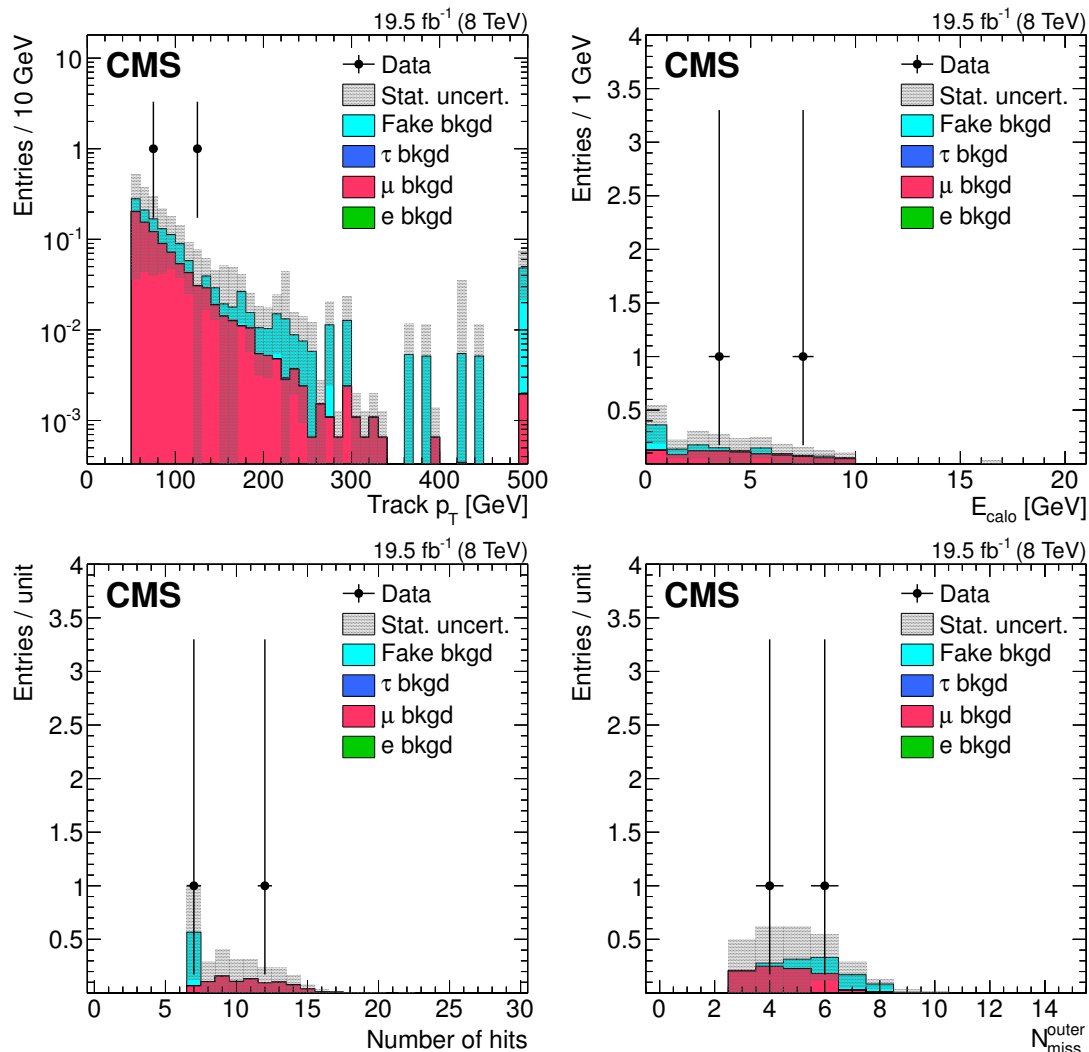 19.5 fb⁻¹ (8 TeV)
CMS
Entries / 10 GeV
Data
Stat. uncert.
Fake bkgd
τ bkgd
μ bkgd
e bkgd
10
1
10⁻¹
10⁻²
10⁻³
0 100 200 300 400 500
Track p_T [GeV]
19.5 fb⁻¹ (8 TeV)
CMS
Entries / 1 GeV
Data
Stat. uncert.
Fake bkgd
τ bkgd
μ bkgd
e bkgd
4
3.5
3
2.5
2
1.5
1
0.5
0 5 10 15 20
E_calo [GeV]
19.5 fb⁻¹ (8 TeV)
CMS
Entries / unit
Data
Stat. uncert.
Fake bkgd
τ bkgd
μ bkgd
e bkgd
4
3.5
3
2.5
2
1.5
1
0.5
0 5 10 15 20 25 30
Number of hits
19.5 fb⁻¹ (8 TeV)
CMS
Entries / unit
Data
Stat. uncert.
Fake bkgd
τ bkgd
μ bkgd
e bkgd
4
3.5
3
2.5
2
1.5
1
0.5
0 2 4 6 8 10 12 14
N_miss^outer